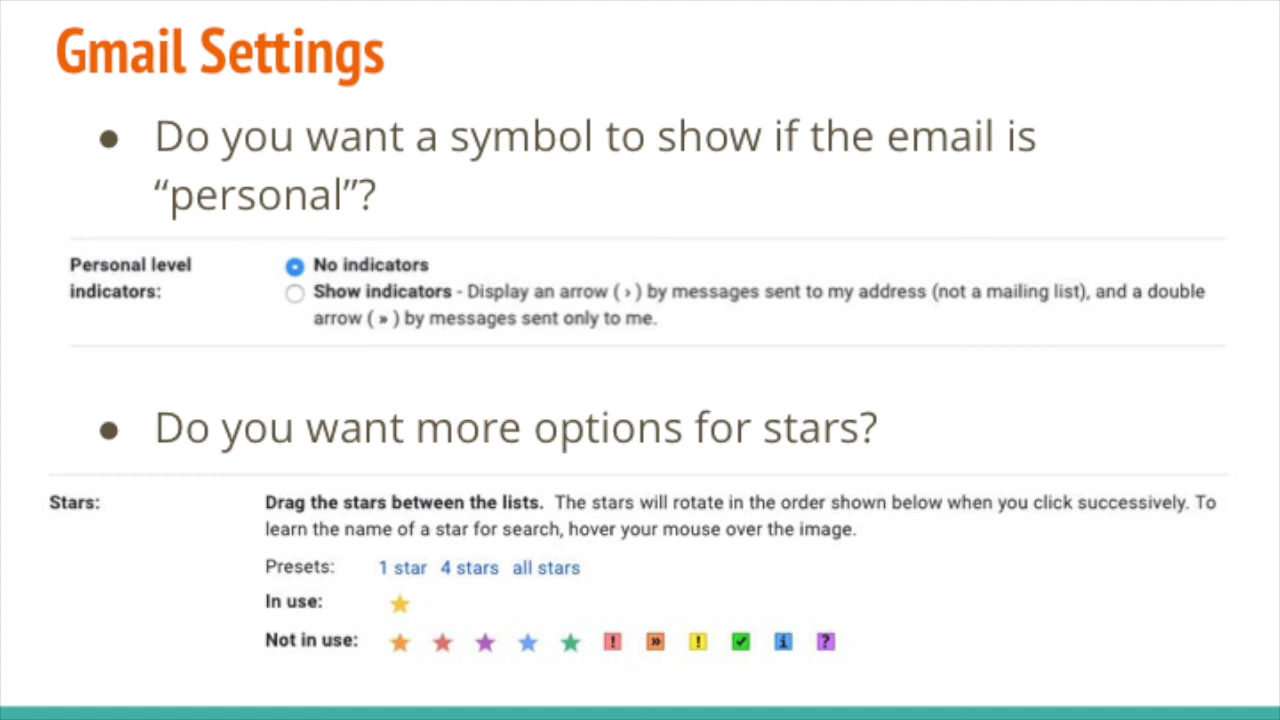 Gmail Settings
● Do you want a symbol to show if the email is
“personal”?
Personal level
indicators:
No indicators
Show indicators - Display an arrow ( › ) by messages sent to my address (not a mailing list), and a double
arrow ( » ) by messages sent only to me.
● Do you want more options for stars?
Stars:
Drag the stars between the lists. The stars will rotate in the order shown below when you click successively. To
learn the name of a star for search, hover your mouse over the image.
Presets: 1 star 4 stars all stars
In use:
Not in use: ! » ! ✓ i ?